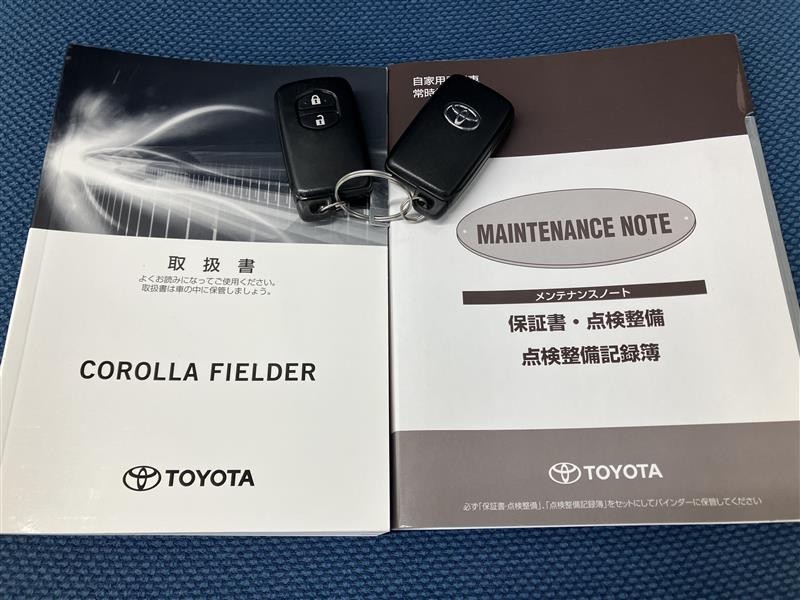 取扱書
よくお読みになってご使用ください。
取扱書は車の中に保管しましょう。
COROLLA FIELDER
TOYOTA
自家用
車
常時
MAINTENANCE NOTE
メンテナンスノート
保証書・点検整備
点検整備記録簿
TOYOTA
必ず「保証書・点検整備」、「点検整備記録簿」をセットにしてバインダーに保管してください